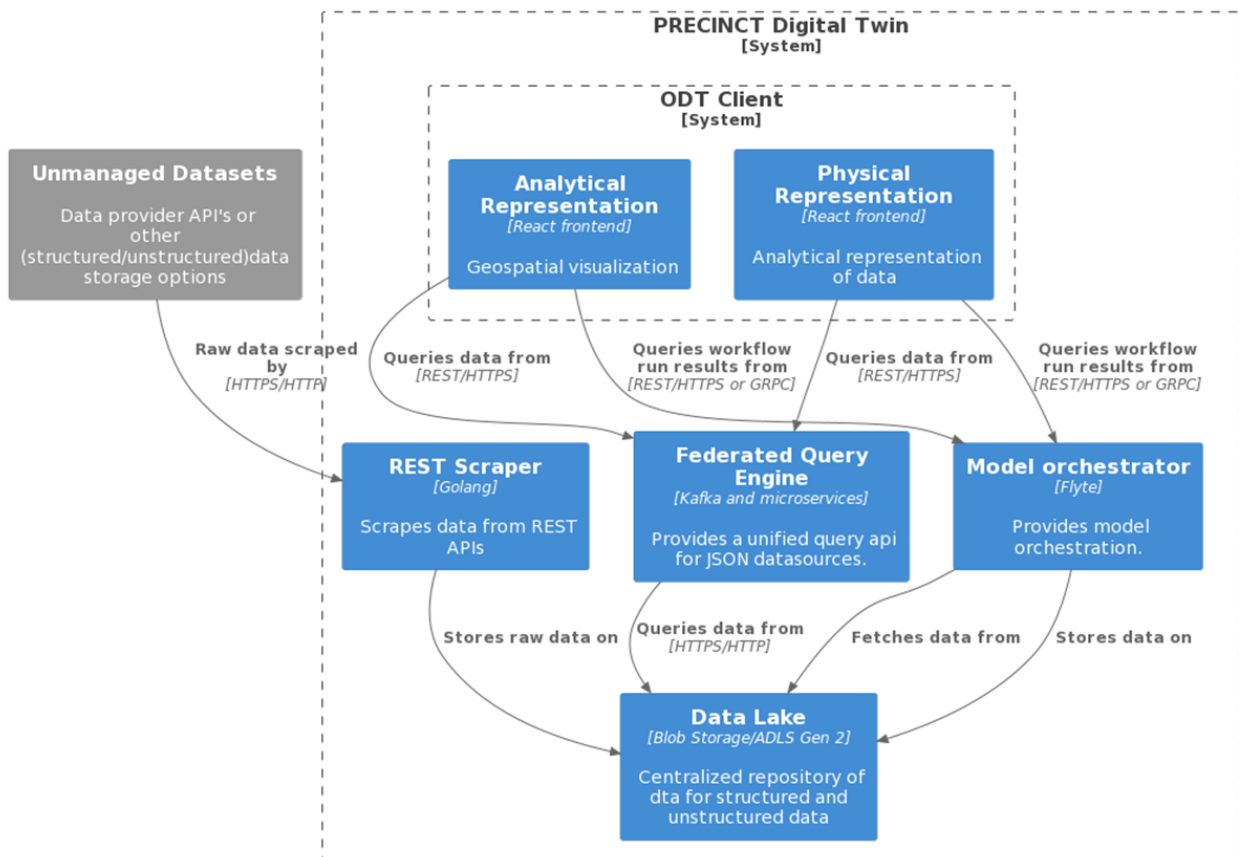 PRECINCT Digital Twin
[System]
ODT Client
[System]
Unmanaged Datasets
Data provider API's or
other
(structured/unstructured)data
storage options
Analytical
Representation
[React frontend]
Geospatial visualization
Physical
Representation
[React frontend]
Analytical representation
of data
Raw data scraped
by
[HTTPS/HTTP]
Queries data from
[REST/HTTPS]
Queries workflow
run results from
[REST/HTTPS or GRPC]
Queries data from
[REST/HTTPS]
Queries workflow
run results from
[REST/HTTPS or GRPC]
REST Scraper
[Golang]
Scrapes data from REST
APIs
Federated Query
Engine
[Kafka and microservices]
Provides a unified query api
for JSON datasources.
Model orchestrator
[Flyte]
Provides model
orchestration.
Stores raw data on
Queries data from
[HTTPS/HTTP]
Fetches data from
Stores data on
Data Lake
[Blob Storage/ADLS Gen 2]
Centralized repository of
dta for structured and
unstructured data